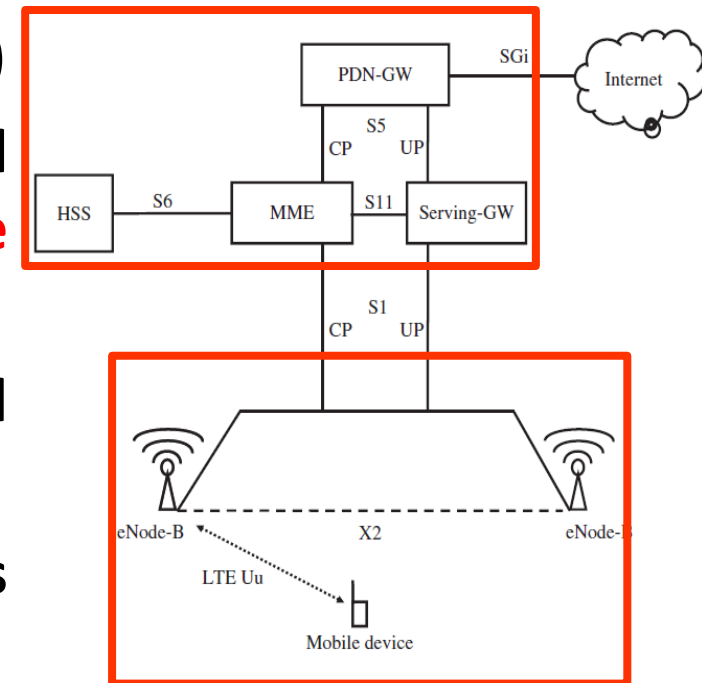 )
PDN-GW
SGi
Internet
S5
CP
UP
e
HSS
S6
MME
S11
Serving-GW
S1
CP
UP
eNode-B
X2
eNode-B
LTE Uu
s
Mobile device